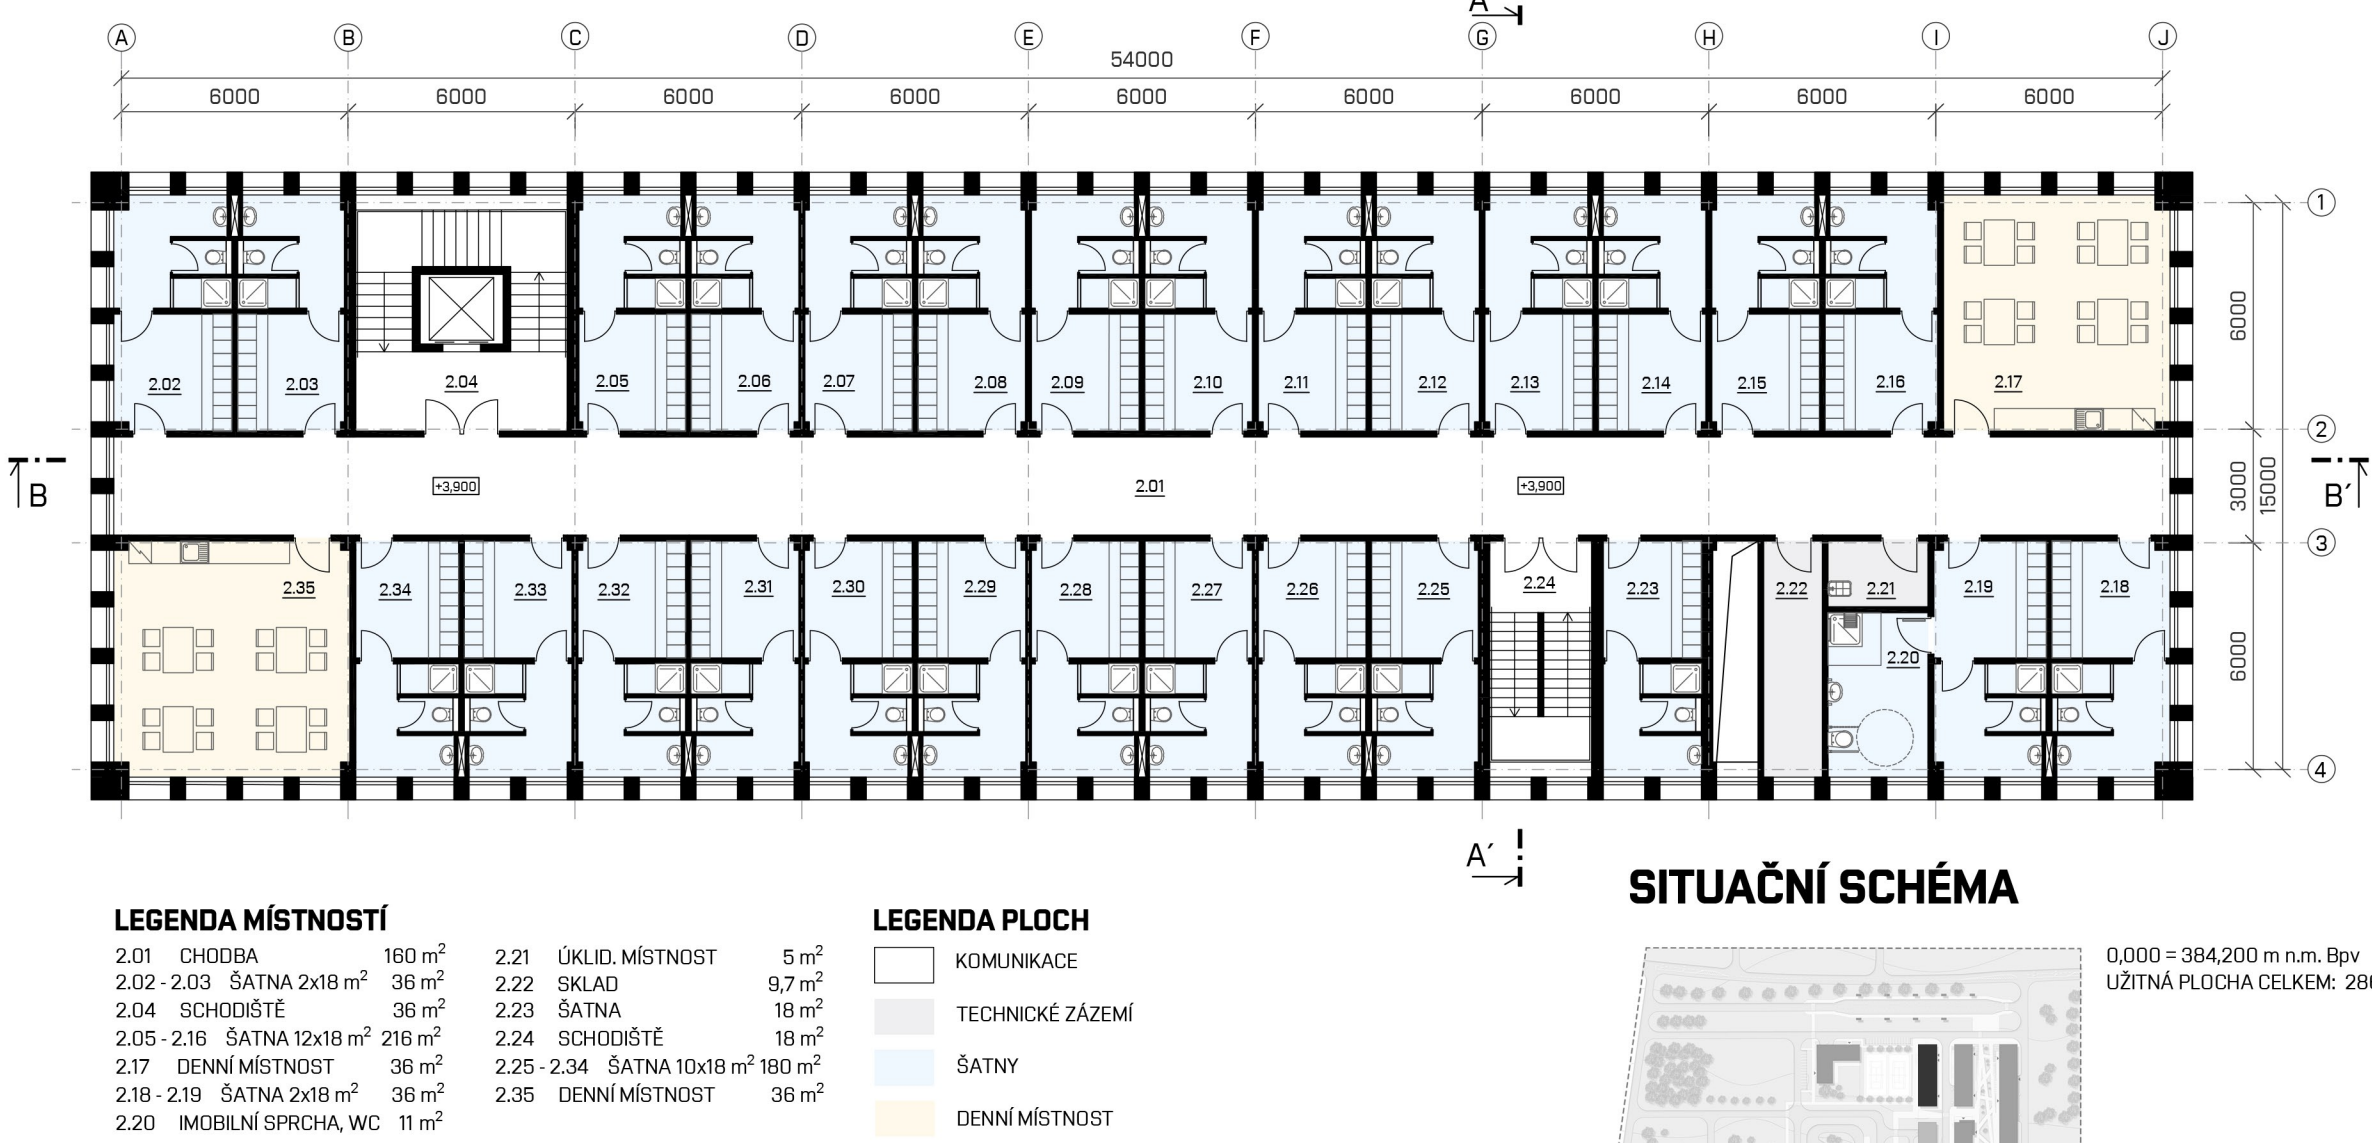 A
A B C D E F G H I J
54000
6000 6000 6000 6000 6000 6000 6000 6000 6000
1
6000
2.02 2.03 2.04 2.05 2.06 2.07 2.08 2.09 2.10 2.11 2.12 2.13 2.14 2.15 2.16 2.17
2
B +3,900 2.01 +3,900 3000 15000 B´
3
2.35 2.34 2.33 2.32 2.31 2.30 2.29 2.28 2.27 2.26 2.25 2.24 2.23 2.22 2.21 2.19 2.18
2.20 6000
4
A´
SITUAČNÍ SCHÉMA
LEGENDA MÍSTNOSTÍ
2.01 CHODBA 160 m²
2.02 - 2.03 ŠATNA 2x18 m² 36 m²
2.04 SCHODIŠTĚ 36 m²
2.05 - 2.16 ŠATNA 12x18 m² 216 m²
2.17 DENNÍ MÍSTNOST 36 m²
2.18 - 2.19 ŠATNA 2x18 m² 36 m²
2.20 IMOBILNÍ SPRCHA, WC 11 m²
2.21 ÚKLID. MÍSTNOST 5 m²
2.22 SKLAD 9,7 m²
2.23 ŠATNA 18 m²
2.24 SCHODIŠTĚ 18 m²
2.25 - 2.34 ŠATNA 10x18 m² 180 m²
2.35 DENNÍ MÍSTNOST 36 m²
LEGENDA PLOCH
KOMUNIKACE
TECHNICKÉ ZÁZEMÍ
ŠATNY
DENNÍ MÍSTNOST
0,000 = 384,200 m n.m. Bpv
UŽITNÁ PLOCHA CELKEM: